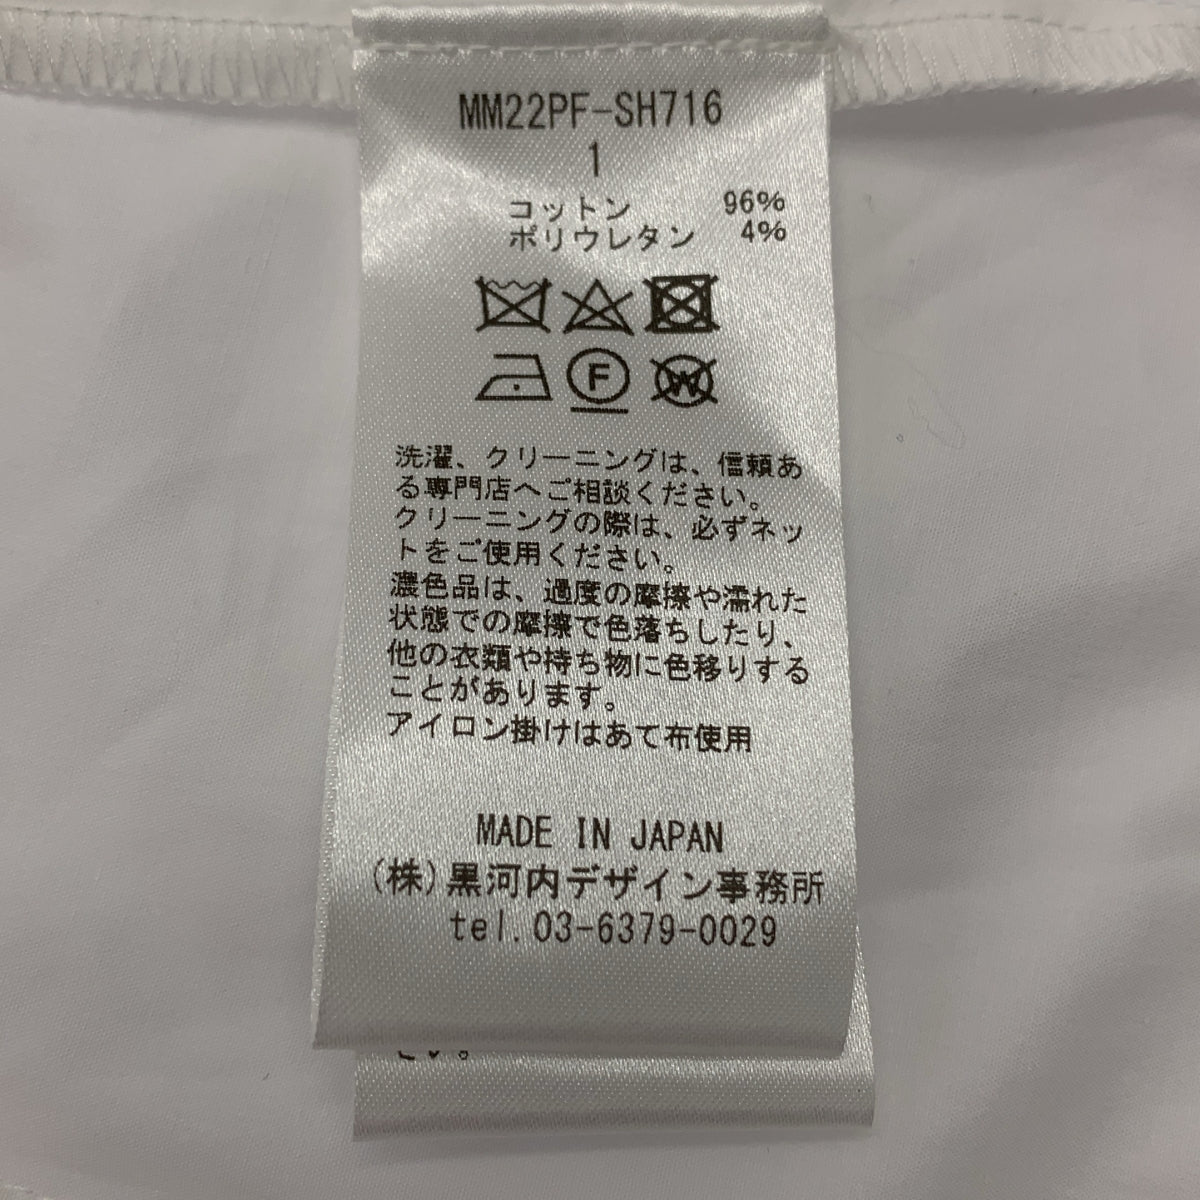 MM22PF-SH716
1
コットン 96%
ポリウレタン 4%
F
W
洗濯、クリーニングは、信頼あ
る専門店へご相談ください。
クリーニングの際は、必ずネッ
トをご使用ください。
濃色品は、過度の摩擦や濡れた
状態での摩擦で色落ちしたり、
他の衣類や持ち物に色移りする
ことがあります。
アイロン掛けはあて布使用
MADE IN JAPAN
(株)黒河内デザイン事務所
tel.03-6379-0029